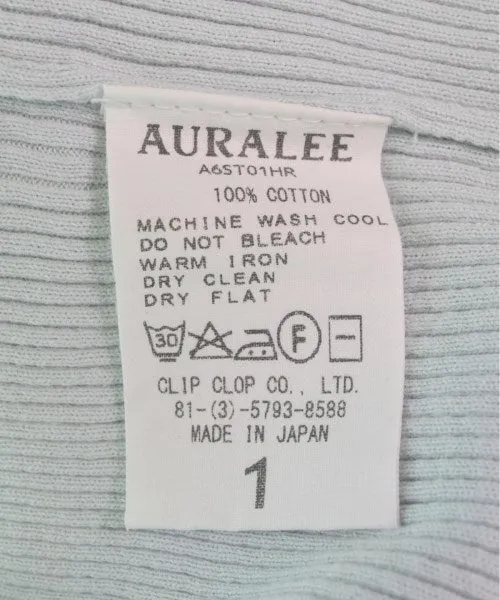 AURALEE
A6ST01HR
100% COTTON
MACHINE WASH COOL
DO NOT BLEACH
WARM IRON
DRY CLEAN
DRY FLAT
30 F
CLIP CLOP CO., LTD.
81-(3)-5793-8588
MADE IN JAPAN
1